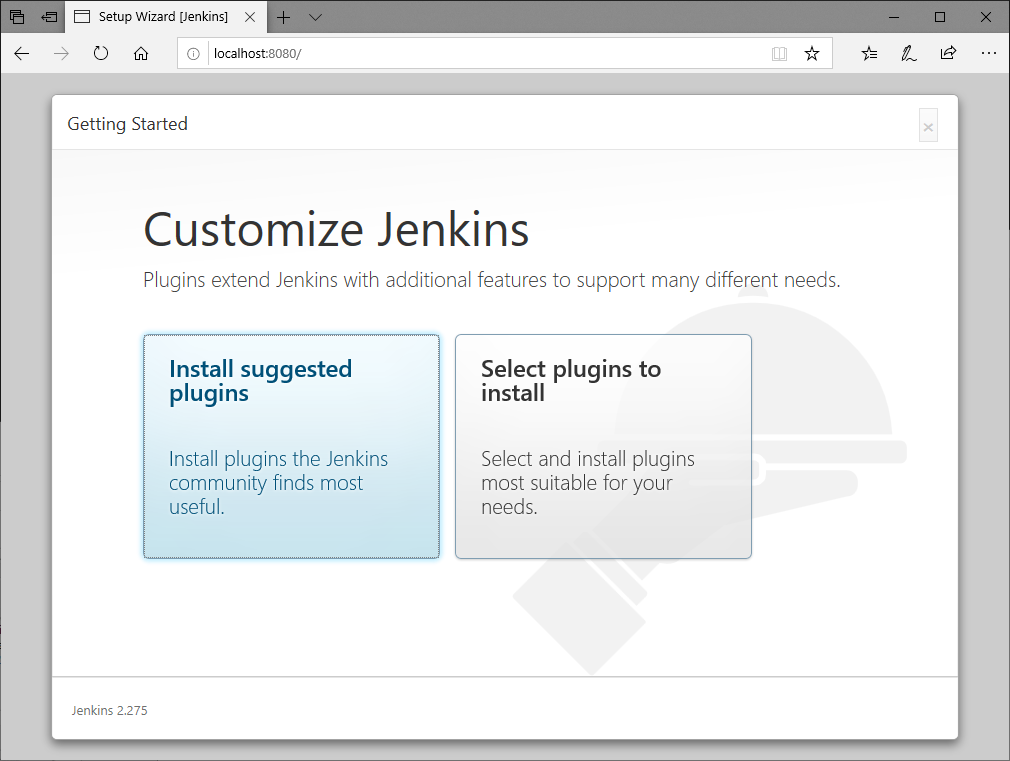 Setup Wizard [Jenkins]
localhost:8080/
Getting Started
Customize Jenkins
Plugins extend Jenkins with additional features to support many different needs.
Install suggested
plugins
Install plugins the Jenkins
community finds most
useful.
Select plugins to
install
Select and install plugins
most suitable for your
needs.
Jenkins 2.275